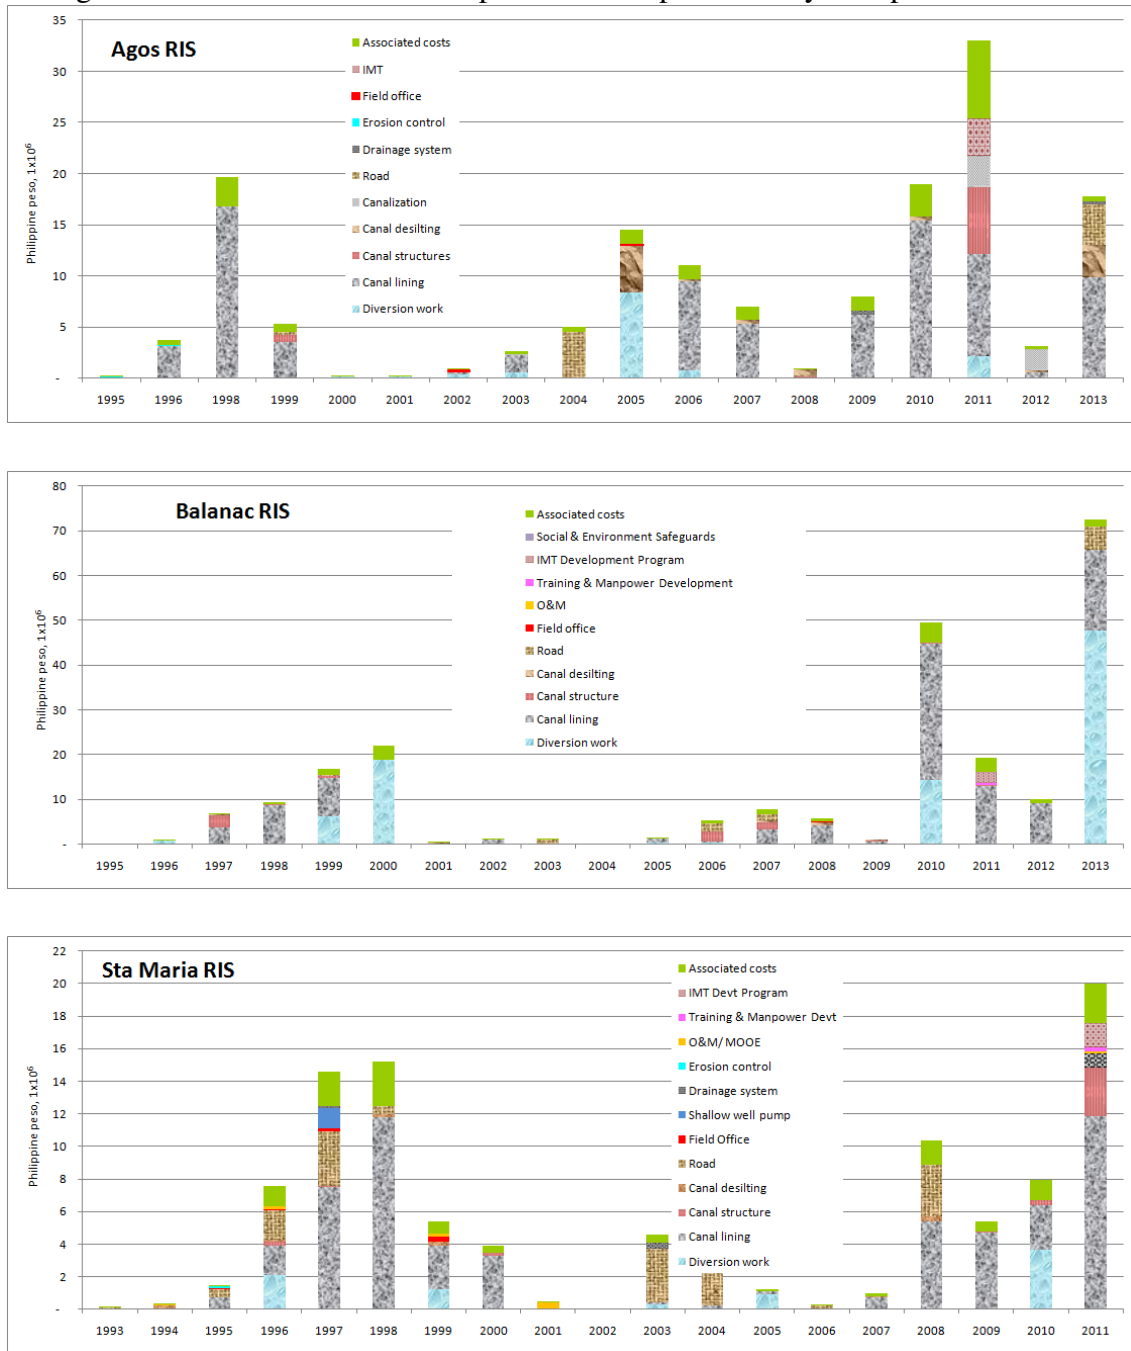 Agos RIS
Philippine peso, 1x10⁶
35
30
25
20
15
10
5
-
Associated costs
IMT
Field office
Erosion control
Drainage system
Road
Canalization
Canal desilting
Canal structures
Canal lining
Diversion work
1995 1996 1998 1999 2000 2001 2002 2003 2004 2005 2006 2007 2008 2009 2010 2011 2012 2013
Balanac RIS
Philippine peso, 1x10⁶
80
70
60
50
40
30
20
10
-
Associated costs
Social & Environment Safeguards
IMT Development Program
Training & Manpower Development
O&M
Field office
Road
Canal desilting
Canal structure
Canal lining
Diversion work
1995 1996 1997 1998 1999 2000 2001 2002 2003 2004 2005 2006 2007 2008 2009 2010 2011 2012 2013
Sta Maria RIS
Philippine peso, 1x10⁶
22
20
18
16
14
12
10
8
6
4
2
-
Associated costs
IMT Devt Program
Training & Manpower Devt
O&M/ MOOE
Erosion control
Drainage system
Shallow well pump
Field Office
Road
Canal desilting
Canal structure
Canal lining
Diversion work
1993 1994 1995 1996 1997 1998 1999 2000 2001 2002 2003 2004 2005 2006 2007 2008 2009 2010 2011